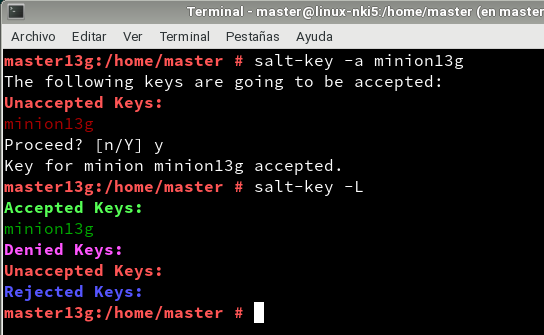 Terminal - master@linux-nki5:/home/master (en master
Archivo Editar Ver Terminal Pestañas Ayuda
master13g:/home/master # salt-key -a minion13g
The following keys are going to be accepted:
Unaccepted Keys:
minion13g
Proceed? [n/Y] y
Key for minion minion13g accepted.
master13g:/home/master # salt-key -L
Accepted Keys:
minion13g
Denied Keys:
Unaccepted Keys:
Rejected Keys:
master13g:/home/master #